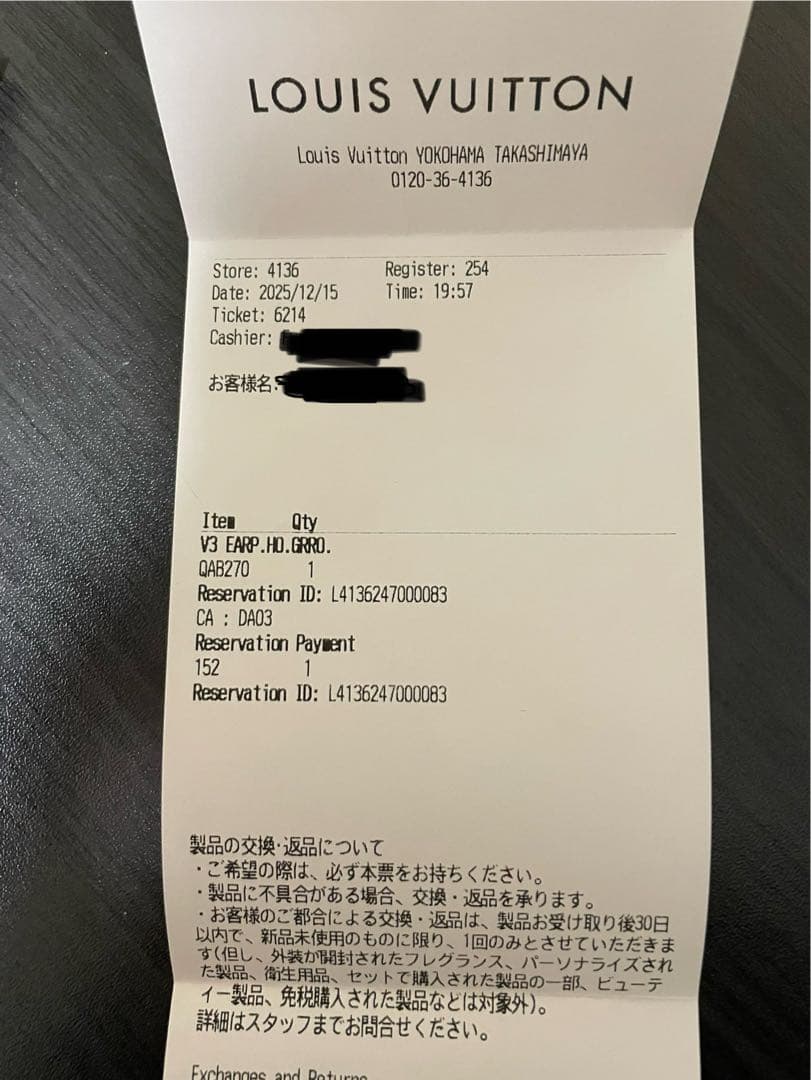 LOUIS VUITTON
Louis Vuitton YOKOHAMA TAKASHIMAYA
0120-36-4136
Store: 4136 Register: 254
Date: 2025/12/15 Time: 19:57
Ticket: 6214
Cashier:
お客様名:
Item Qty
V3 EARP.HO.GRRO.
QAB270 1
Reservation ID: L4136247000083
CA : DA03
Reservation Payment
152 1
Reservation ID: L4136247000083
製品の交換・返品について
・ご希望の際は、必ず本票をお持ちください。
・製品に不具合がある場合、交換・返品を承ります。
・お客様のご都合による交換・返品は、製品お受け取り後30日
以内で、新品未使用のものに限り、1回のみとさせていただきま
す(但し、外装が開封されたフレグランス、パーソナライズされ
た製品、衛生用品、セットで購入された製品の一部、ビューテ
ィー製品、免税購入された製品などは対象外)。
詳細はスタッフまでお問合せください。
Exchanges and Returns